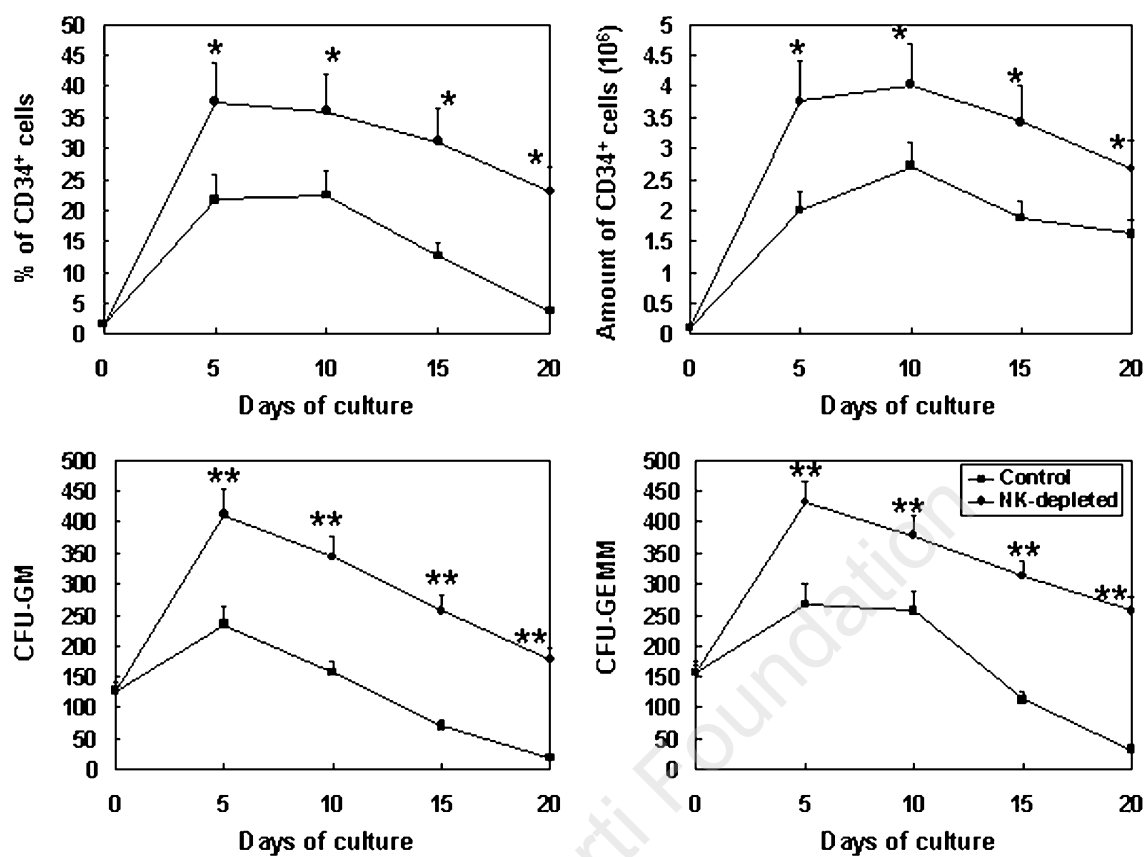 % of CD34⁺ cells
50
45
40
35
30
25
20
15
10
5
0
* * * *
0 5 10 15 20
Days of culture
Amount of CD34⁺ cells (10⁶)
5
4.5
4
3.5
3
2.5
2
1.5
1
0.5
0
* * * *
0 5 10 15 20
Days of culture
CFU-GM
500
450
400
350
300
250
200
150
100
50
0
** ** ** **
0 5 10 15 20
Days of culture
CFU-GEMM
500
450
400
350
300
250
200
150
100
50
0
** ** ** **
Control
NK-depleted
0 5 10 15 20
Days of culture
Foundation